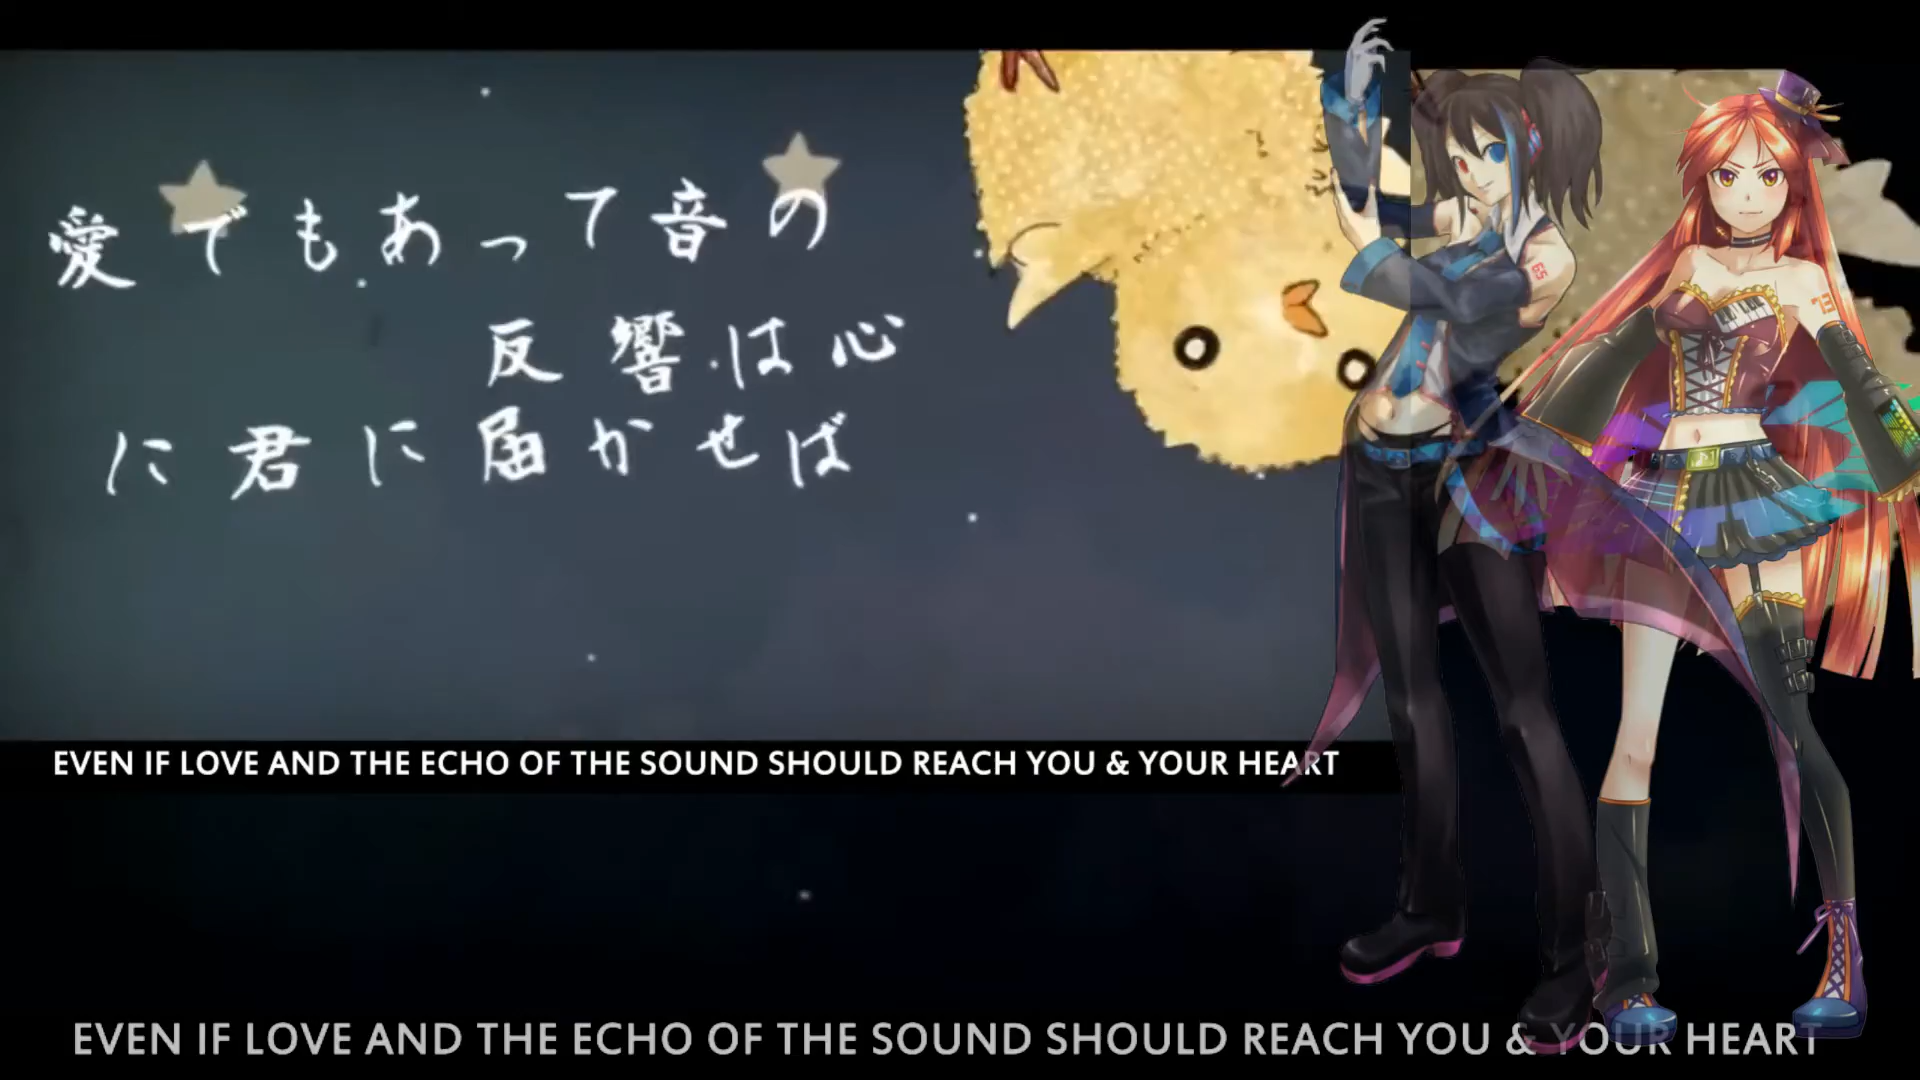 愛でもあって音の
反響は心
に君に届かせば
EVEN IF LOVE AND THE ECHO OF THE SOUND SHOULD REACH YOU & YOUR HEART
65
73
EVEN IF LOVE AND THE ECHO OF THE SOUND SHOULD REACH YOU & YOUR HEART